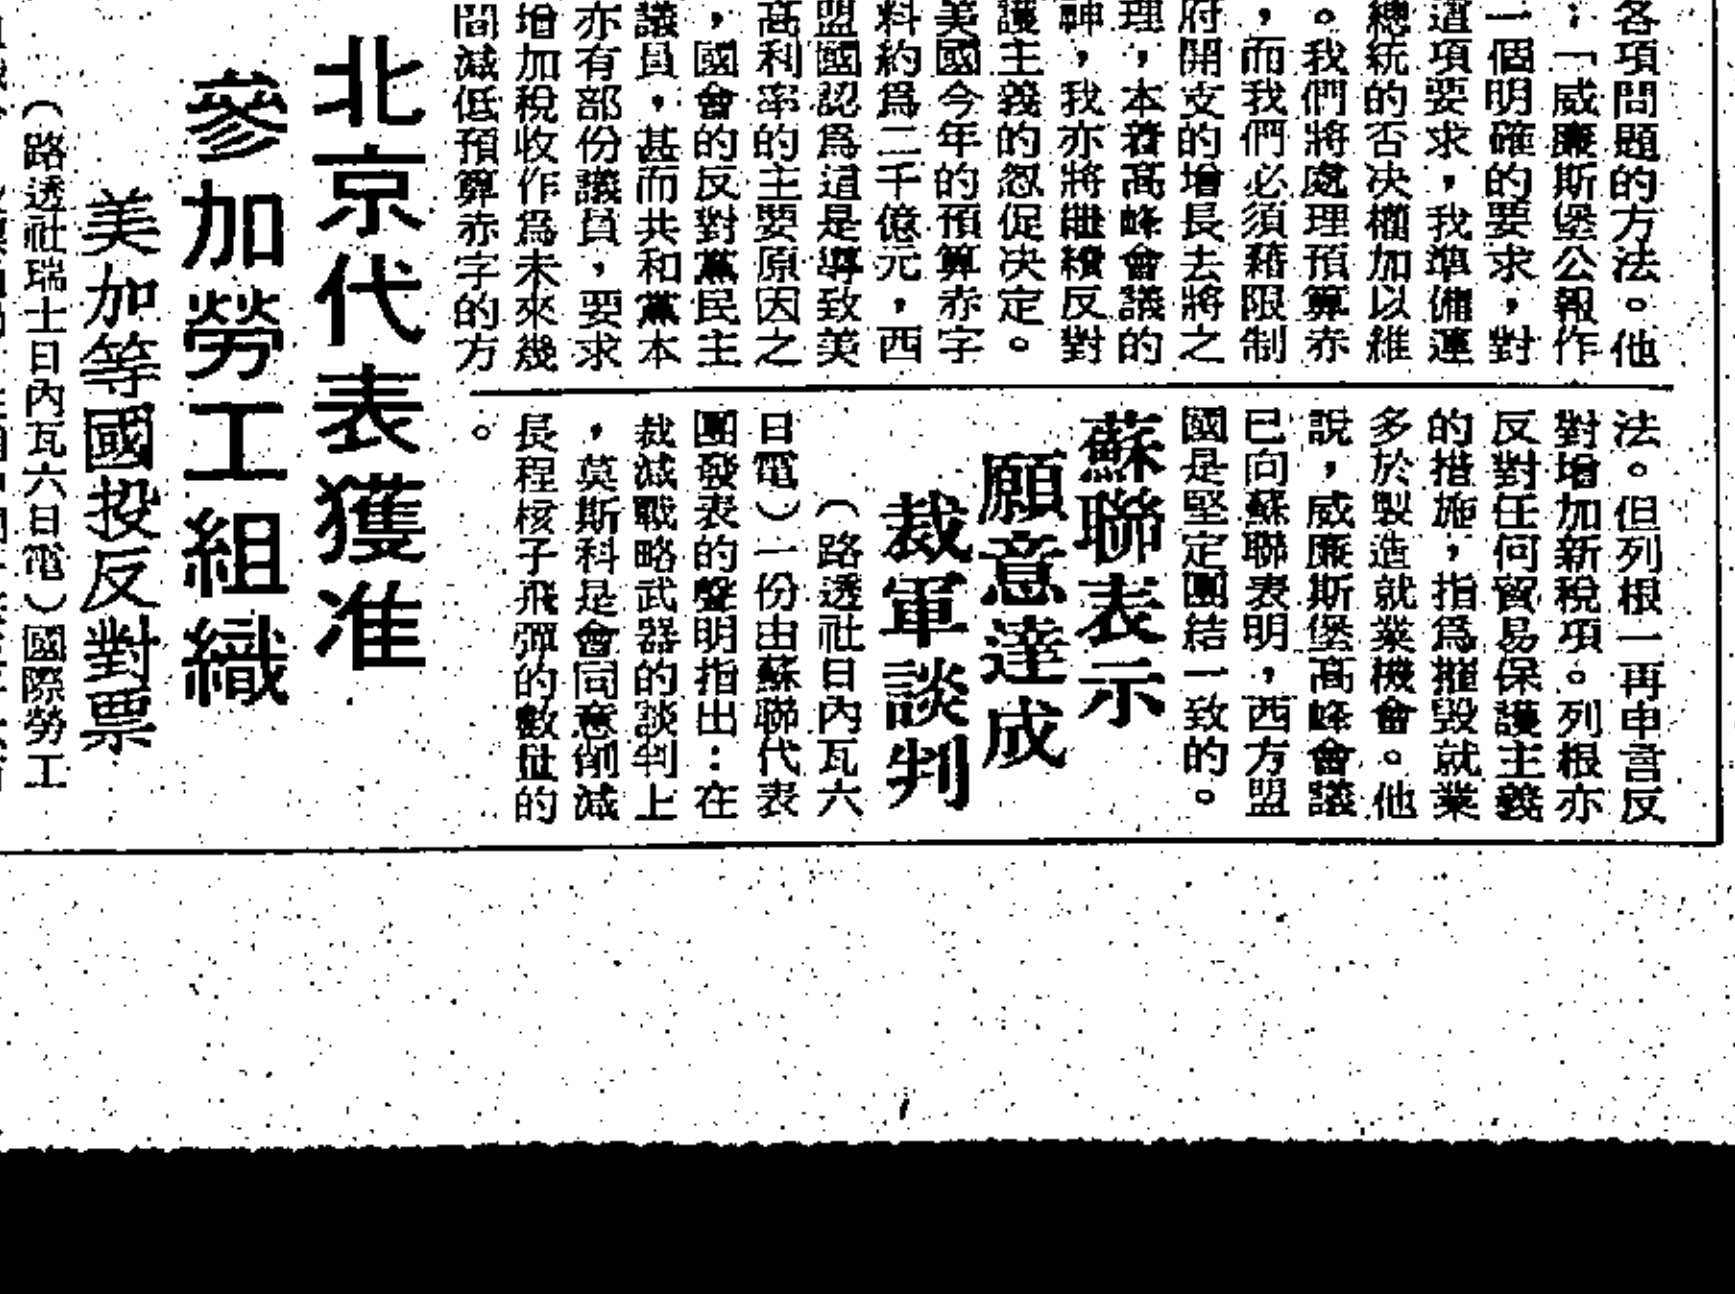 各項問題的方法。他
：「威廉斯堡公報作
一個明確的要求，對
這項要求，我準備運
總統的否決權加以維
。我們將處理預算赤
，而我們必須藉限制
府開支的增長去將之
理，本着高峰會議的
神，我亦將繼續反對
護主義的忽促決定。
美國今年的預算赤字
料約爲二千億元，西
盟國認爲這是導致美
高利率的主要原因之
，國會的反對黨民主
議員，甚而共和黨本
亦有部份議員，要求
增加稅收作爲未來幾
間減低預算赤字的方
法。但列根一再申言反
對增加新稅項。列根亦
反對任何貿易保護主義
的措施，指爲摧毀就業
多於製造就業機會。他
說，威廉斯堡高峰會議
已向蘇聯表明，西方盟
國是堅定團結一致的。
蘇聯表示
願意達成
裁軍談判
（路透社日內瓦六
日電）一份由蘇聯代表
團發表的聲明指出：在
裁減戰略武器的談判上
，莫斯科是會同意削減
長程核子飛彈的數量的
。
北京代表獲准
參加勞工組織
美加等國投反對票
（路透社瑞士日內瓦六日電）國際勞工